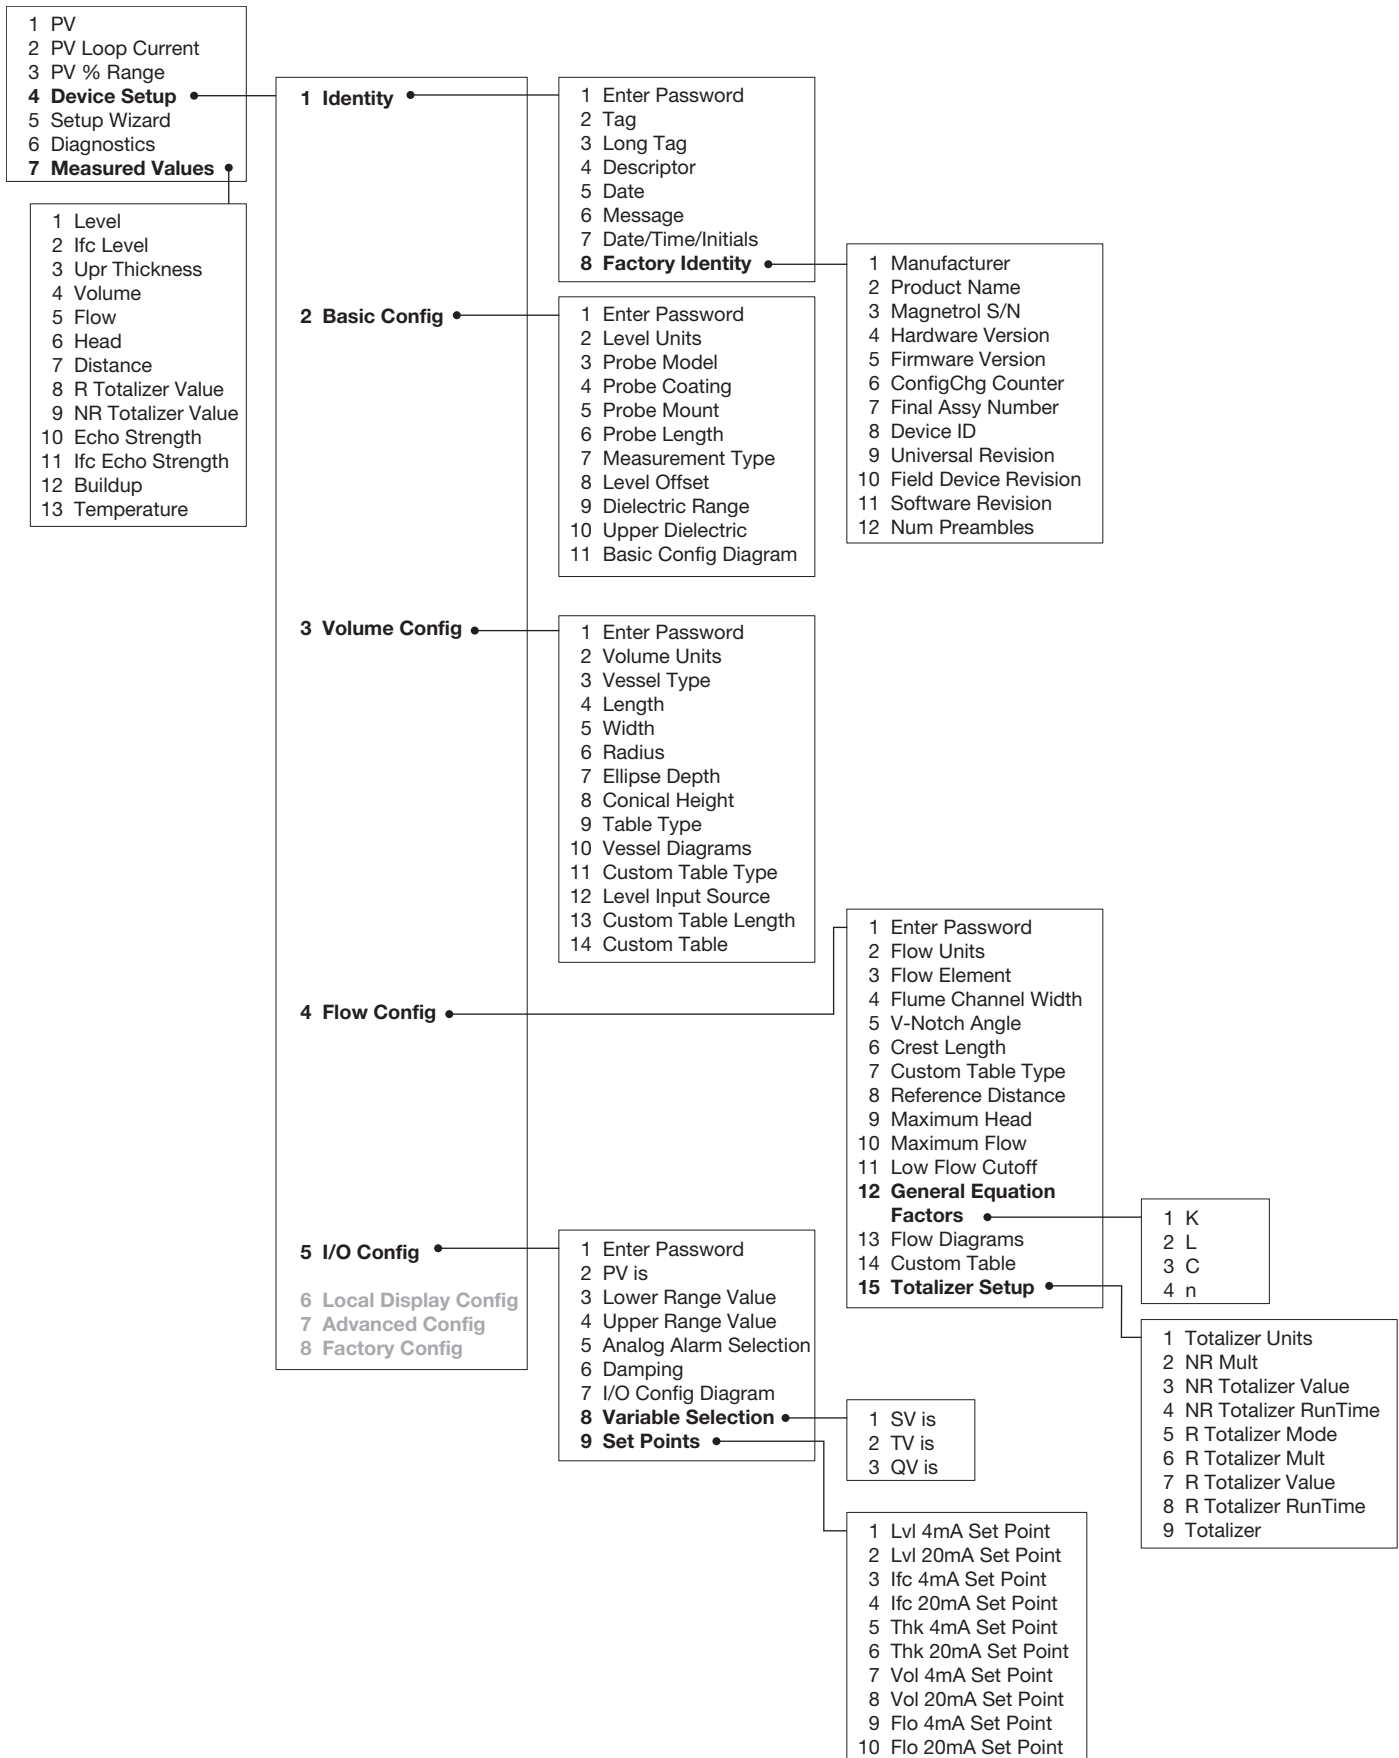 1 PV
2 PV Loop Current
3 PV % Range
4 Device Setup
5 Setup Wizard
6 Diagnostics
7 Measured Values
1 Level
2 Ifc Level
3 Upr Thickness
4 Volume
5 Flow
6 Head
7 Distance
8 R Totalizer Value
9 NR Totalizer Value
10 Echo Strength
11 Ifc Echo Strength
12 Buildup
13 Temperature
1 Identity
2 Basic Config
3 Volume Config
4 Flow Config
5 I/O Config
6 Local Display Config
7 Advanced Config
8 Factory Config
1 Enter Password
2 Tag
3 Long Tag
4 Descriptor
5 Date
6 Message
7 Date/Time/Initials
8 Factory Identity
1 Manufacturer
2 Product Name
3 Magnetrol S/N
4 Hardware Version
5 Firmware Version
6 ConfigChg Counter
7 Final Assy Number
8 Device ID
9 Universal Revision
10 Field Device Revision
11 Software Revision
12 Num Preambles
1 Enter Password
2 Level Units
3 Probe Model
4 Probe Coating
5 Probe Mount
6 Probe Length
7 Measurement Type
8 Level Offset
9 Dielectric Range
10 Upper Dielectric
11 Basic Config Diagram
1 Enter Password
2 Volume Units
3 Vessel Type
4 Length
5 Width
6 Radius
7 Ellipse Depth
8 Conical Height
9 Table Type
10 Vessel Diagrams
11 Custom Table Type
12 Level Input Source
13 Custom Table Length
14 Custom Table
1 Enter Password
2 Flow Units
3 Flow Element
4 Flume Channel Width
5 V-Notch Angle
6 Crest Length
7 Custom Table Type
8 Reference Distance
9 Maximum Head
10 Maximum Flow
11 Low Flow Cutoff
12 General Equation
Factors
13 Flow Diagrams
14 Custom Table
15 Totalizer Setup
1 K
2 L
3 C
4 n
1 Totalizer Units
2 NR Mult
3 NR Totalizer Value
4 NR Totalizer RunTime
5 R Totalizer Mode
6 R Totalizer Mult
7 R Totalizer Value
8 R Totalizer RunTime
9 Totalizer
1 Enter Password
2 PV is
3 Lower Range Value
4 Upper Range Value
5 Analog Alarm Selection
6 Damping
7 I/O Config Diagram
8 Variable Selection
9 Set Points
1 SV is
2 TV is
3 QV is
1 Lvl 4mA Set Point
2 Lvl 20mA Set Point
3 Ifc 4mA Set Point
4 Ifc 20mA Set Point
5 Thk 4mA Set Point
6 Thk 20mA Set Point
7 Vol 4mA Set Point
8 Vol 20mA Set Point
9 Flo 4mA Set Point
10 Flo 20mA Set Point